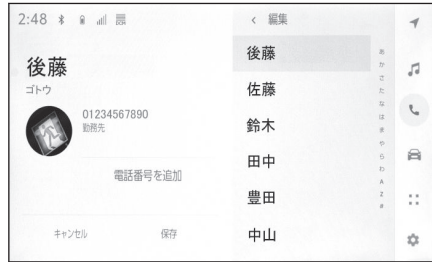 2:48
後藤
ゴトウ
01234567890
勤務先
電話番号を追加
キャンセル
保存
< 編集
後藤
佐藤
鈴木
田中
豊田
中山
あ
か
さ
た
な
は
ま
や
ら
わ
A
Z
#